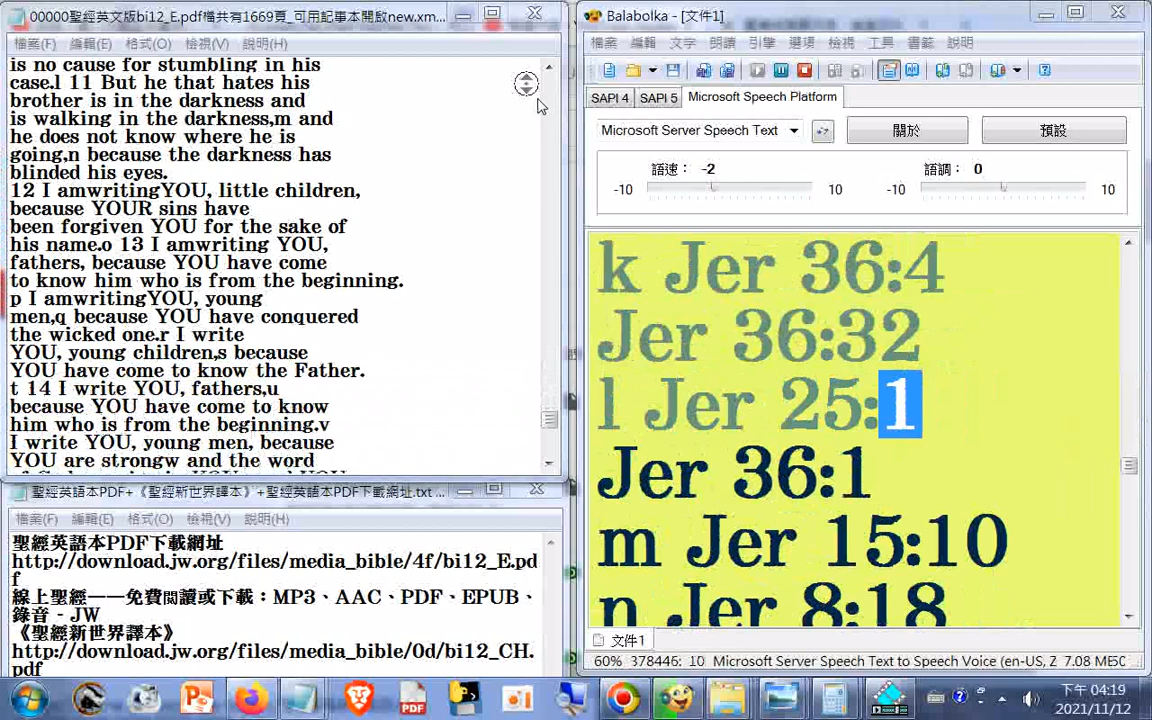 00000聖經英文版bi12_E.pdf檔共有1669頁_可用記事本開啟new.xm...
檔案(F) 編輯(E) 格式(O) 檢視(V) 說明(H)
is no cause for stumbling in his
case.l 11 But he that hates his
brother is in the darkness and
is walking in the darkness,m and
he does not know where he is
going,n because the darkness has
blinded his eyes.
12 I amwritingYOU, little children,
because YOUR sins have
been forgiven YOU for the sake of
his name.o 13 I amwriting YOU,
fathers, because YOU have come
to know him who is from the beginning.
p I amwritingYOU, young
men,q because YOU have conquered
the wicked one.r I write
YOU, young children,s because
YOU have come to know the Father.
t 14 I write YOU, fathers,u
because YOU have come to know
him who is from the beginning.v
I write YOU, young men, because
YOU are strongw and the word
聖經英語本PDF+《聖經新世界譯本》+聖經英語本PDF下載網址.txt ...
檔案(F) 編輯(E) 格式(O) 檢視(V) 說明(H)
聖經英語本PDF下載網址
http://download.jw.org/files/media_bible/4f/bi12_E.pd
f
線上聖經——免費閱讀或下載：MP3、AAC、PDF、EPUB、
錄音 - JW
《聖經新世界譯本》
http://download.jw.org/files/media_bible/0d/bi12_CH.
pdf
Balabolka - [文件1]
檔案 編輯 文字 朗讀 引擎 選項 檢視 工具 書籤 說明
SAPI 4 SAPI 5 Microsoft Speech Platform
Microsoft Server Speech Text 關於 預設
語速: -2 語調: 0
-10 10 -10 10
k Jer 36:4
Jer 36:32
l Jer 25:1
Jer 36:1
m Jer 15:10
n Jer 8:18
文件1
60% 378446: 10 Microsoft Server Speech Text to Speech Voice (en-US, Z 7.08 ME
PDF
下午 04:19
2021/11/12